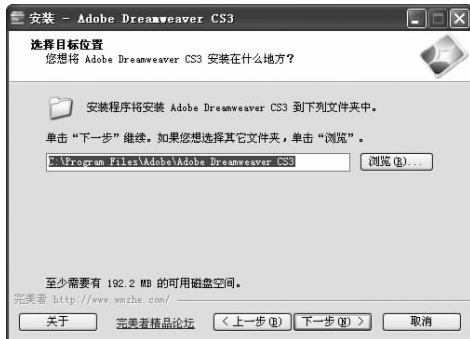 安装 - Adobe Dreamweaver CS3
选择目标位置
您想将 Adobe Dreamweaver CS3 安装在什么地方？
安装程序将安装 Adobe Dreamweaver CS3 到下列文件夹中。
单击“下一步”继续。如果您想选择其它文件夹，单击“浏览”。
C:\Program Files\Adobe\Adobe Dreamweaver CS3
浏览(R)...
至少需要有 192.2 MB 的可用磁盘空间。
完美者 http://www.wmzhe.com/
关于 完美者精品论坛 < 上一步(B) 下一步(N) > 取消